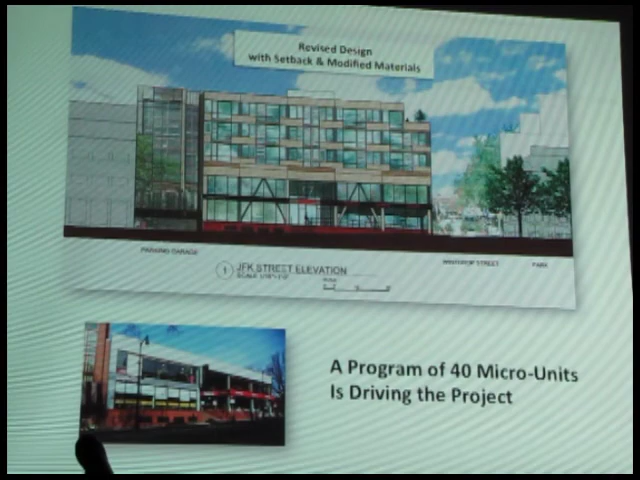 Revised Design
with Setback & Modified Materials
PARKING GARAGE
WINTHROP STREET
PARK
1 JFK STREET ELEVATION
A Program of 40 Micro-Units
Is Driving the Project